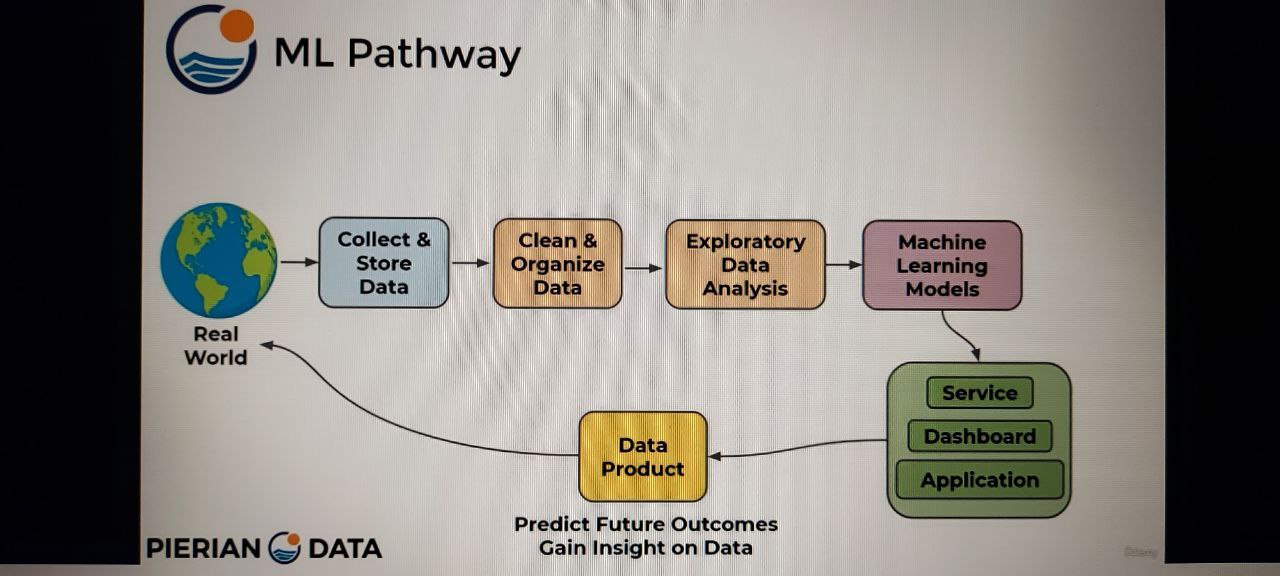 ML Pathway
Collect &
Store
Data
Clean &
Organize
Data
Exploratory
Data
Analysis
Machine
Learning
Models
Real
World
Service
Dashboard
Application
Data
Product
Predict Future Outcomes
Gain Insight on Data
PIERIAN DATA
Udemy